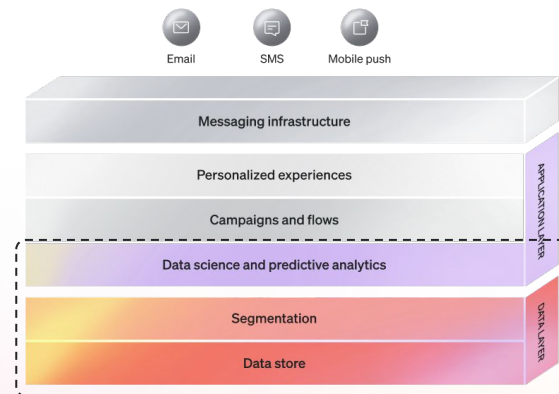 Email
SMS
Mobile push
Messaging infrastructure
Personalized experiences
Campaigns and flows
APPLICATION LAYER
Data science and predictive analytics
Segmentation
DATA LAYER
Data store